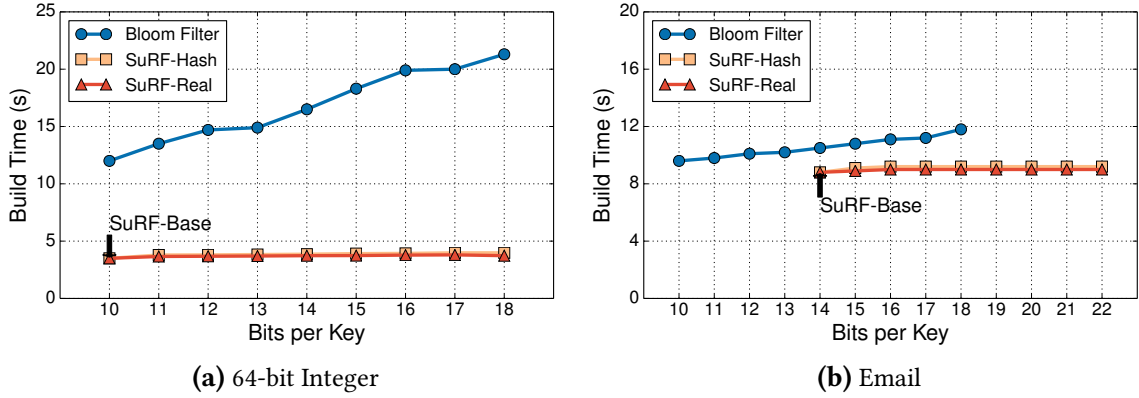 25
20
15
10
5
0
Build Time (s)
Bloom Filter
SuRF-Hash
SuRF-Real
SuRF-Base
10 11 12 13 14 15 16 17 18
Bits per Key
(a) 64-bit Integer
20
16
12
8
4
0
Build Time (s)
Bloom Filter
SuRF-Hash
SuRF-Real
SuRF-Base
10 11 12 13 14 15 16 17 18 19 20 21 22
Bits per Key
(b) Email